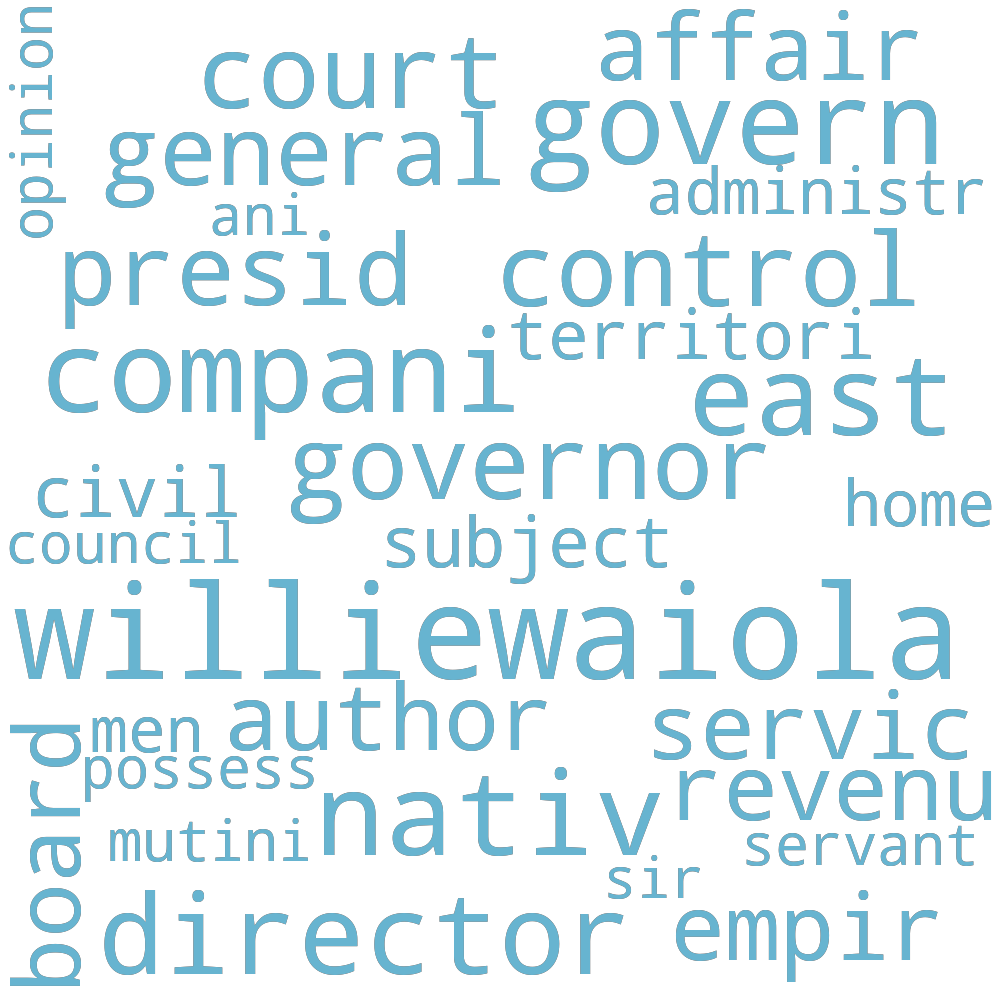 opinion
court
affair
general
govern
ani
administr
presid
control
territori
compani
east
governor
civil
home
council
subject
williewaiola
men
author
servic
board
possess
nativ
revenu
mutini
servant
sir
director
empir